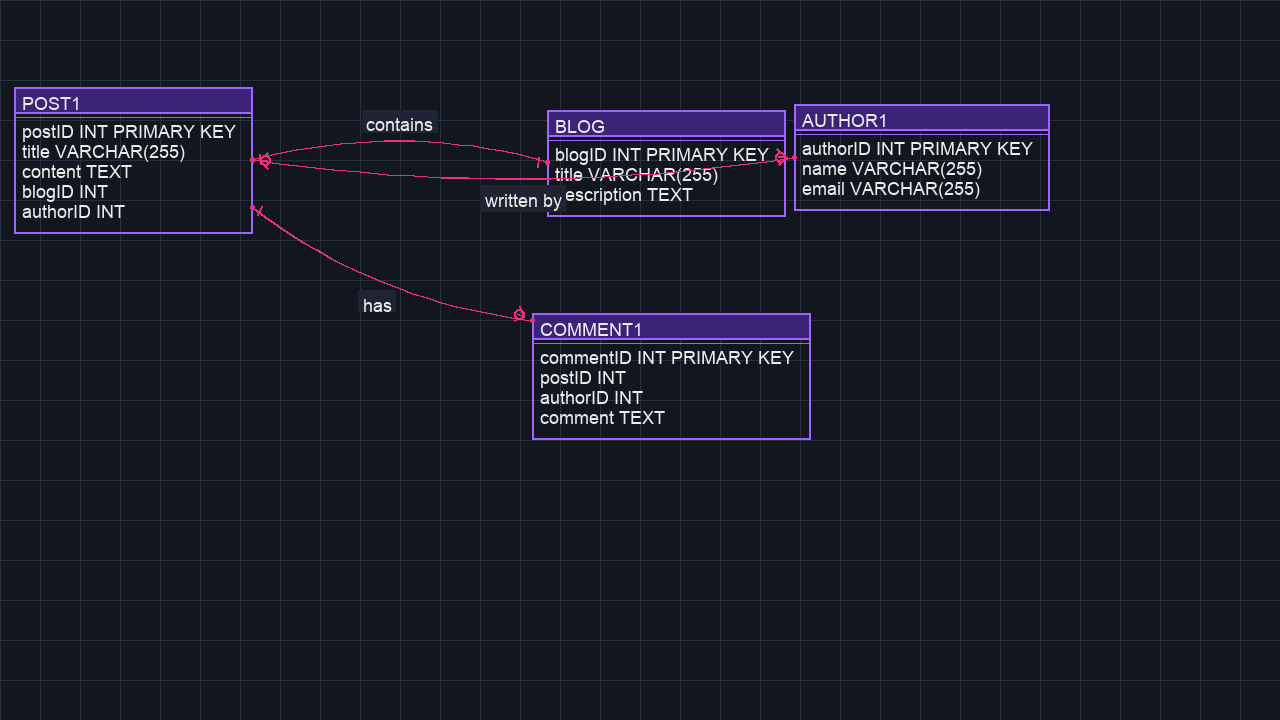 POST1
postID INT PRIMARY KEY
title VARCHAR(255)
content TEXT
blogID INT
authorID INT
contains
BLOG
blogID INT PRIMARY KEY
title VARCHAR(255)
escription TEXT
written by
AUTHOR1
authorID INT PRIMARY KEY
name VARCHAR(255)
email VARCHAR(255)
has
COMMENT1
commentID INT PRIMARY KEY
postID INT
authorID INT
comment TEXT